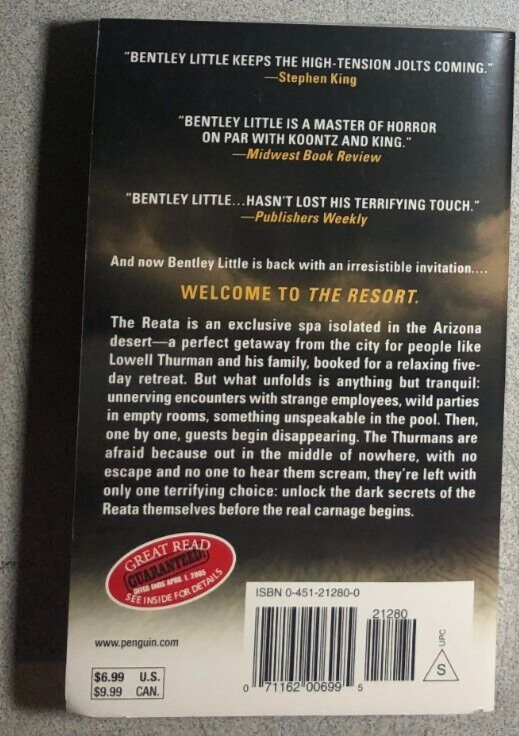 "BENTLEY LITTLE KEEPS THE HIGH-TENSION JOLTS COMING."
—Stephen King
"BENTLEY LITTLE IS A MASTER OF HORROR
ON PAR WITH KOONTZ AND KING."
—Midwest Book Review
"BENTLEY LITTLE...HASN'T LOST HIS TERRIFYING TOUCH."
—Publishers Weekly
And now Bentley Little is back with an irresistible invitation....
WELCOME TO THE RESORT.
The Reata is an exclusive spa isolated in the Arizona
desert—a perfect getaway from the city for people like
Lowell Thurman and his family, booked for a relaxing five-
day retreat. But what unfolds is anything but tranquil:
unnerving encounters with strange employees, wild parties
in empty rooms, something unspeakable in the pool. Then,
one by one, guests begin disappearing. The Thurmans are
afraid because out in the middle of nowhere, with no
escape and no one to hear them scream, they're left with
only one terrifying choice: unlock the dark secrets of the
Reata themselves before the real carnage begins.
GREAT READ
GUARANTEED!
OFFER ENDS APRIL 1, 2005
SEE INSIDE FOR DETAILS
www.penguin.com
$6.99 U.S.
$9.99 CAN.
ISBN 0-451-21280-0
21280
0 71162 00699 5
UPC
S